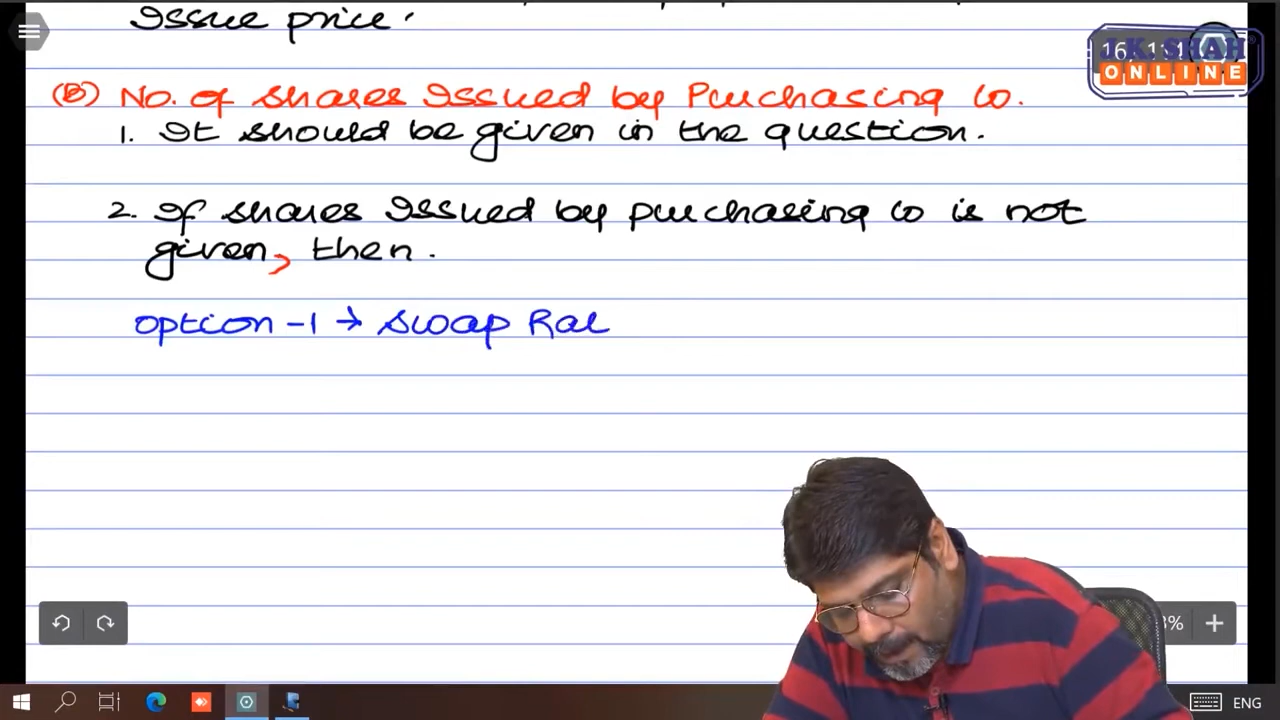 Issue price.
(B) No. of shares Issued by Purchasing co.
1. It should be given in the question.
2. If shares Issued by purchasing co is not
given, then.
option -1 → Swap Rat
J.K. SHAH
ONLINE
%
ENG